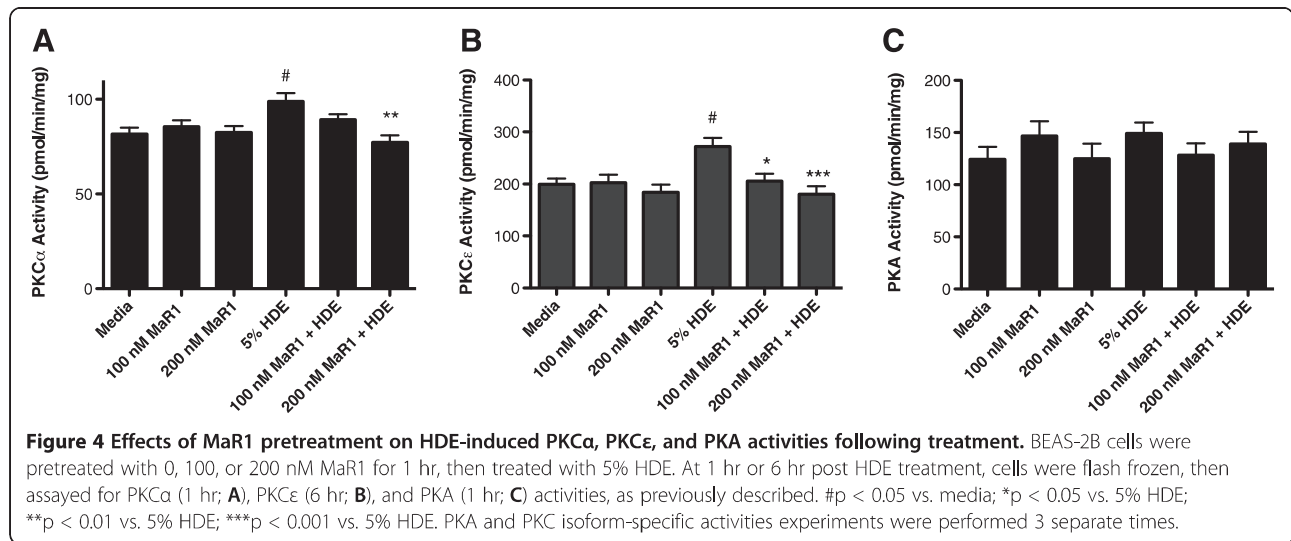 A
PKCα Activity (pmol/min/mg)
100
50
0
#
**
Media
100 nM MaR1
200 nM MaR1
5% HDE
100 nM MaR1 + HDE
200 nM MaR1 + HDE
B
PKCε Activity (pmol/min/mg)
400
300
200
100
0
#
*
***
Media
100 nM MaR1
200 nM MaR1
5% HDE
100 nM MaR1 + HDE
200 nM MaR1 + HDE
C
PKA Activity (pmol/min/mg)
200
150
100
50
0
Media
100 nM MaR1
200 nM MaR1
5% HDE
100 nM MaR1 + HDE
200 nM MaR1 + HDE
Figure 4 Effects of MaR1 pretreatment on HDE-induced PKCα, PKCε, and PKA activities following treatment. BEAS-2B cells were
pretreated with 0, 100, or 200 nM MaR1 for 1 hr, then treated with 5% HDE. At 1 hr or 6 hr post HDE treatment, cells were flash frozen, then
assayed for PKCα (1 hr; A), PKCε (6 hr; B), and PKA (1 hr; C) activities, as previously described. #p < 0.05 vs. media; *p < 0.05 vs. 5% HDE;
**p < 0.01 vs. 5% HDE; ***p < 0.001 vs. 5% HDE. PKA and PKC isoform-specific activities experiments were performed 3 separate times.